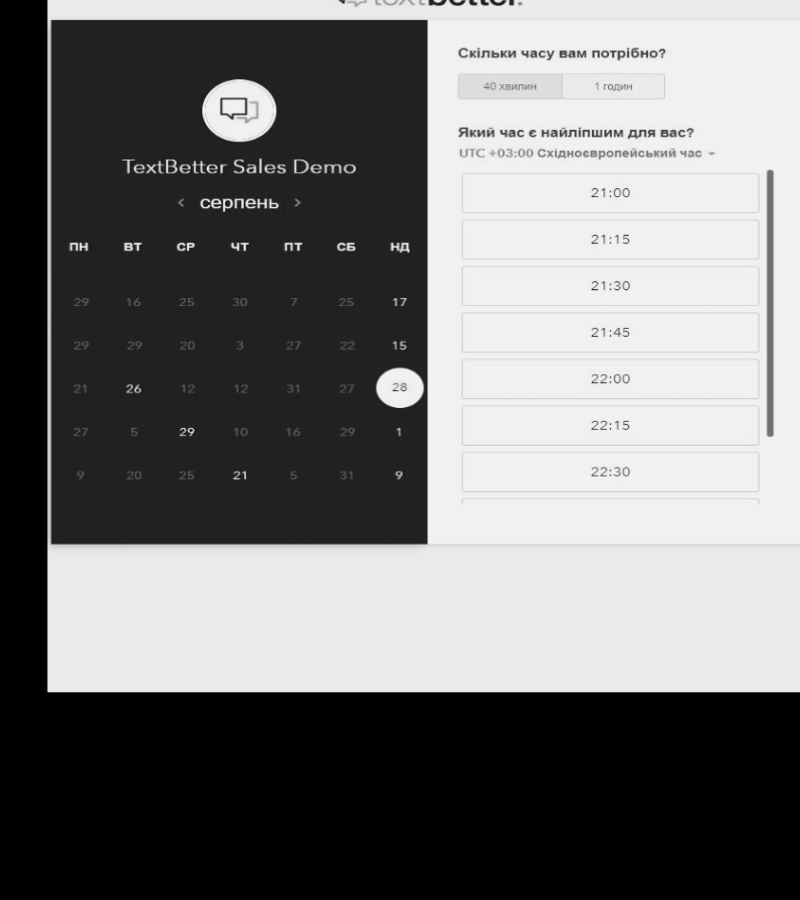 textbetter.
TextBetter Sales Demo
‹ серпень ›
пн вт ср чт пт сб нд
29 16 25 30 7 25 17
29 29 20 3 27 22 15
21 26 12 12 31 27 28
27 5 29 10 16 29 1
9 20 25 21 5 31 9
Скільки часу вам потрібно?
40 хвилин 1 годин
Який час є найліпшим для вас?
UTC +03:00 Східноєвропейський час
21:00
21:15
21:30
21:45
22:00
22:15
22:30